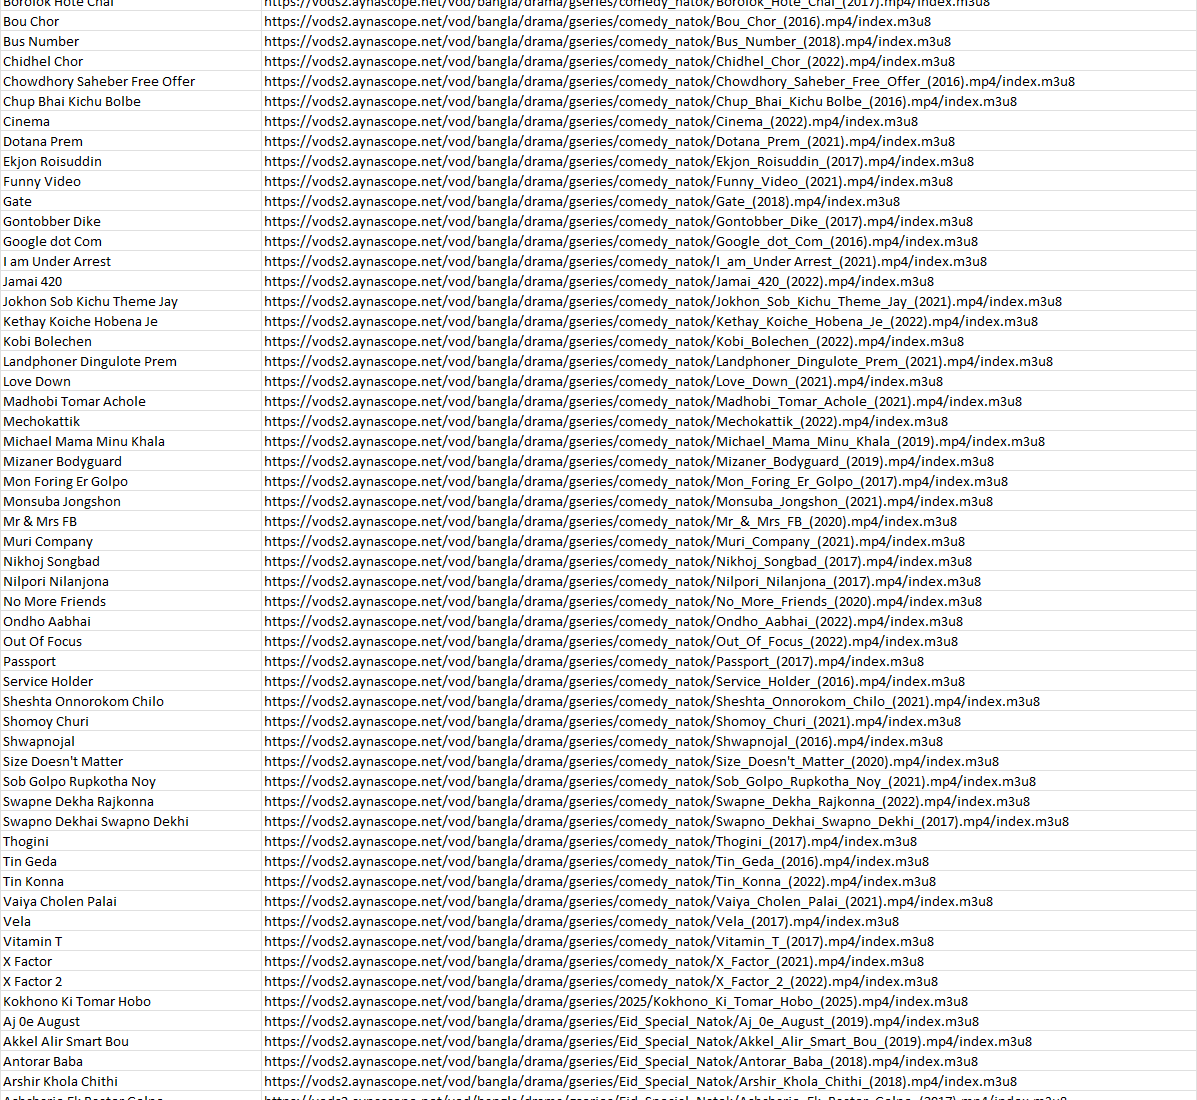 Borolok Hote Chai https://vods2.aynascope.net/vod/bangla/drama/gseries/comedy_natok/Borolok_Hote_Chai_(2017).mp4/index.m3u8
Bou Chor https://vods2.aynascope.net/vod/bangla/drama/gseries/comedy_natok/Bou_Chor_(2016).mp4/index.m3u8
Bus Number https://vods2.aynascope.net/vod/bangla/drama/gseries/comedy_natok/Bus_Number_(2018).mp4/index.m3u8
Chidhel Chor https://vods2.aynascope.net/vod/bangla/drama/gseries/comedy_natok/Chidhel_Chor_(2022).mp4/index.m3u8
Chowdhory Saheber Free Offer https://vods2.aynascope.net/vod/bangla/drama/gseries/comedy_natok/Chowdhory_Saheber_Free_Offer_(2016).mp4/index.m3u8
Chup Bhai Kichu Bolbe https://vods2.aynascope.net/vod/bangla/drama/gseries/comedy_natok/Chup_Bhai_Kichu Bolbe_(2016).mp4/index.m3u8
Cinema https://vods2.aynascope.net/vod/bangla/drama/gseries/comedy_natok/Cinema_(2022).mp4/index.m3u8
Dotana Prem https://vods2.aynascope.net/vod/bangla/drama/gseries/comedy_natok/Dotana_Prem_(2021).mp4/index.m3u8
Ekjon Roisuddin https://vods2.aynascope.net/vod/bangla/drama/gseries/comedy_natok/Ekjon_Roisuddin_(2017).mp4/index.m3u8
Funny Video https://vods2.aynascope.net/vod/bangla/drama/gseries/comedy_natok/Funny_Video_(2021).mp4/index.m3u8
Gate https://vods2.aynascope.net/vod/bangla/drama/gseries/comedy_natok/Gate_(2018).mp4/index.m3u8
Gontobber Dike https://vods2.aynascope.net/vod/bangla/drama/gseries/comedy_natok/Gontobber_Dike_(2017).mp4/index.m3u8
Google dot Com https://vods2.aynascope.net/vod/bangla/drama/gseries/comedy_natok/Google_dot_Com_(2016).mp4/index.m3u8
I am Under Arrest https://vods2.aynascope.net/vod/bangla/drama/gseries/comedy_natok/I_am_Under Arrest_(2021).mp4/index.m3u8
Jamai 420 https://vods2.aynascope.net/vod/bangla/drama/gseries/comedy_natok/Jamai_420_(2022).mp4/index.m3u8
Jokhon Sob Kichu Theme Jay https://vods2.aynascope.net/vod/bangla/drama/gseries/comedy_natok/Jokhon_Sob_Kichu_Theme_Jay_(2021).mp4/index.m3u8
Kethay Koiche Hobena Je https://vods2.aynascope.net/vod/bangla/drama/gseries/comedy_natok/Kethay_Koiche_Hobena_Je_(2022).mp4/index.m3u8
Kobi Bolechen https://vods2.aynascope.net/vod/bangla/drama/gseries/comedy_natok/Kobi_Bolechen_(2022).mp4/index.m3u8
Landphoner Dingulote Prem https://vods2.aynascope.net/vod/bangla/drama/gseries/comedy_natok/Landphoner_Dingulote_Prem_(2021).mp4/index.m3u8
Love Down https://vods2.aynascope.net/vod/bangla/drama/gseries/comedy_natok/Love_Down_(2021).mp4/index.m3u8
Madhobi Tomar Achole https://vods2.aynascope.net/vod/bangla/drama/gseries/comedy_natok/Madhobi_Tomar_Achole_(2021).mp4/index.m3u8
Mechokattik https://vods2.aynascope.net/vod/bangla/drama/gseries/comedy_natok/Mechokattik_(2022).mp4/index.m3u8
Michael Mama Minu Khala https://vods2.aynascope.net/vod/bangla/drama/gseries/comedy_natok/Michael_Mama_Minu_Khala_(2019).mp4/index.m3u8
Mizaner Bodyguard https://vods2.aynascope.net/vod/bangla/drama/gseries/comedy_natok/Mizaner_Bodyguard_(2019).mp4/index.m3u8
Mon Foring Er Golpo https://vods2.aynascope.net/vod/bangla/drama/gseries/comedy_natok/Mon_Foring_Er_Golpo_(2017).mp4/index.m3u8
Monsuba Jongshon https://vods2.aynascope.net/vod/bangla/drama/gseries/comedy_natok/Monsuba_Jongshon_(2021).mp4/index.m3u8
Mr & Mrs FB https://vods2.aynascope.net/vod/bangla/drama/gseries/comedy_natok/Mr_&_Mrs_FB_(2020).mp4/index.m3u8
Muri Company https://vods2.aynascope.net/vod/bangla/drama/gseries/comedy_natok/Muri_Company_(2021).mp4/index.m3u8
Nikhoj Songbad https://vods2.aynascope.net/vod/bangla/drama/gseries/comedy_natok/Nikhoj_Songbad_(2017).mp4/index.m3u8
Nilpori Nilanjona https://vods2.aynascope.net/vod/bangla/drama/gseries/comedy_natok/Nilpori_Nilanjona_(2017).mp4/index.m3u8
No More Friends https://vods2.aynascope.net/vod/bangla/drama/gseries/comedy_natok/No_More_Friends_(2020).mp4/index.m3u8
Ondho Aabhai https://vods2.aynascope.net/vod/bangla/drama/gseries/comedy_natok/Ondho_Aabhai_(2022).mp4/index.m3u8
Out Of Focus https://vods2.aynascope.net/vod/bangla/drama/gseries/comedy_natok/Out_Of_Focus_(2022).mp4/index.m3u8
Passport https://vods2.aynascope.net/vod/bangla/drama/gseries/comedy_natok/Passport_(2017).mp4/index.m3u8
Service Holder https://vods2.aynascope.net/vod/bangla/drama/gseries/comedy_natok/Service_Holder_(2016).mp4/index.m3u8
Sheshta Onnorokom Chilo https://vods2.aynascope.net/vod/bangla/drama/gseries/comedy_natok/Sheshta_Onnorokom_Chilo_(2021).mp4/index.m3u8
Shomoy Churi https://vods2.aynascope.net/vod/bangla/drama/gseries/comedy_natok/Shomoy_Churi_(2021).mp4/index.m3u8
Shwapnojal https://vods2.aynascope.net/vod/bangla/drama/gseries/comedy_natok/Shwapnojal_(2016).mp4/index.m3u8
Size Doesn't Matter https://vods2.aynascope.net/vod/bangla/drama/gseries/comedy_natok/Size_Doesn't_Matter_(2020).mp4/index.m3u8
Sob Golpo Rupkotha Noy https://vods2.aynascope.net/vod/bangla/drama/gseries/comedy_natok/Sob_Golpo_Rupkotha_Noy_(2021).mp4/index.m3u8
Swapne Dekha Rajkonna https://vods2.aynascope.net/vod/bangla/drama/gseries/comedy_natok/Swapne_Dekha_Rajkonna_(2022).mp4/index.m3u8
Swapno Dekhai Swapno Dekhi https://vods2.aynascope.net/vod/bangla/drama/gseries/comedy_natok/Swapno_Dekhai_Swapno_Dekhi_(2017).mp4/index.m3u8
Thogini https://vods2.aynascope.net/vod/bangla/drama/gseries/comedy_natok/Thogini_(2017).mp4/index.m3u8
Tin Geda https://vods2.aynascope.net/vod/bangla/drama/gseries/comedy_natok/Tin_Geda_(2016).mp4/index.m3u8
Tin Konna https://vods2.aynascope.net/vod/bangla/drama/gseries/comedy_natok/Tin_Konna_(2022).mp4/index.m3u8
Vaiya Cholen Palai https://vods2.aynascope.net/vod/bangla/drama/gseries/comedy_natok/Vaiya_Cholen_Palai_(2021).mp4/index.m3u8
Vela https://vods2.aynascope.net/vod/bangla/drama/gseries/comedy_natok/Vela_(2017).mp4/index.m3u8
Vitamin T https://vods2.aynascope.net/vod/bangla/drama/gseries/comedy_natok/Vitamin_T_(2017).mp4/index.m3u8
X Factor https://vods2.aynascope.net/vod/bangla/drama/gseries/comedy_natok/X_Factor_(2021).mp4/index.m3u8
X Factor 2 https://vods2.aynascope.net/vod/bangla/drama/gseries/comedy_natok/X_Factor_2_(2022).mp4/index.m3u8
Kokhono Ki Tomar Hobo https://vods2.aynascope.net/vod/bangla/drama/gseries/2025/Kokhono_Ki_Tomar_Hobo_(2025).mp4/index.m3u8
Aj 0e August https://vods2.aynascope.net/vod/bangla/drama/gseries/Eid_Special_Natok/Aj_0e_August_(2019).mp4/index.m3u8
Akkel Alir Smart Bou https://vods2.aynascope.net/vod/bangla/drama/gseries/Eid_Special_Natok/Akkel_Alir_Smart_Bou_(2019).mp4/index.m3u8
Antorar Baba https://vods2.aynascope.net/vod/bangla/drama/gseries/Eid_Special_Natok/Antorar_Baba_(2018).mp4/index.m3u8
Arshir Khola Chithi https://vods2.aynascope.net/vod/bangla/drama/gseries/Eid_Special_Natok/Arshir_Khola_Chithi_(2018).mp4/index.m3u8